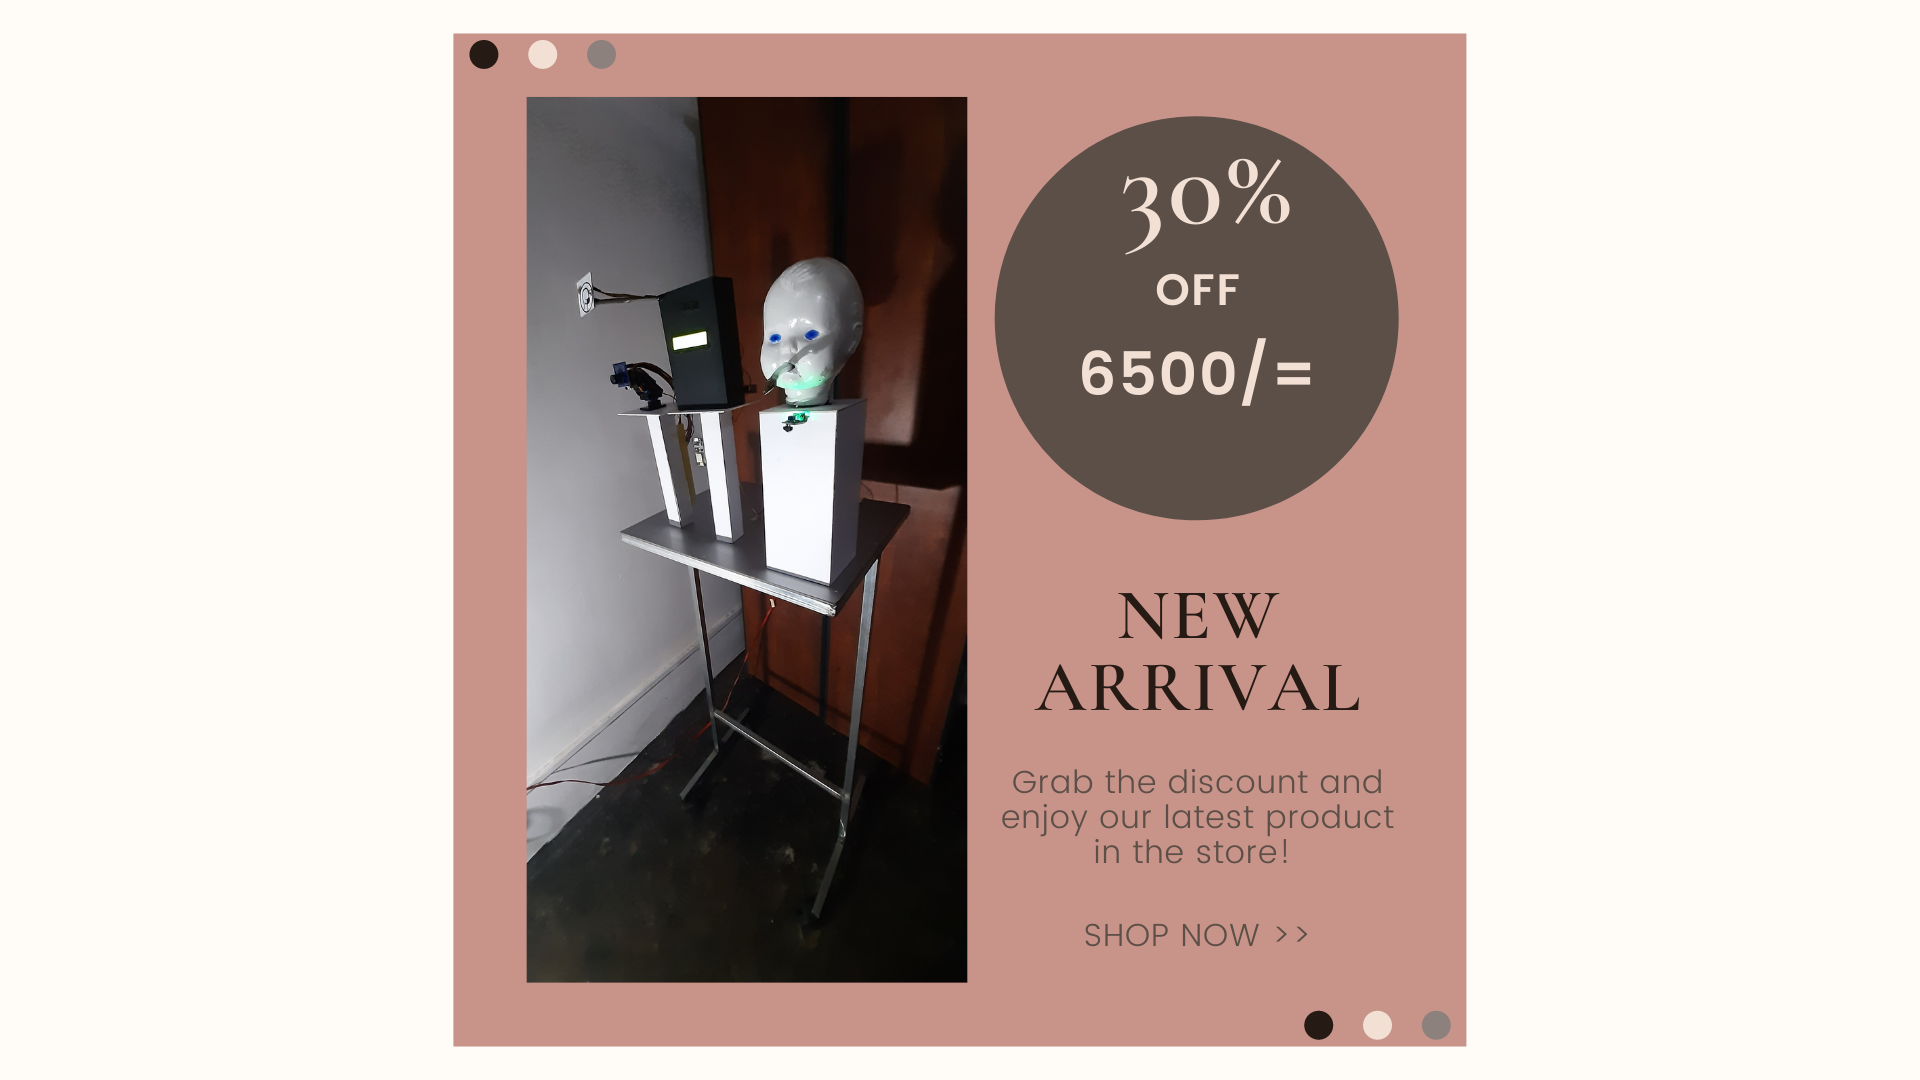 30%
OFF
6500/=
NEW
ARRIVAL
Grab the discount and
enjoy our latest product
in the store!
SHOP NOW >>